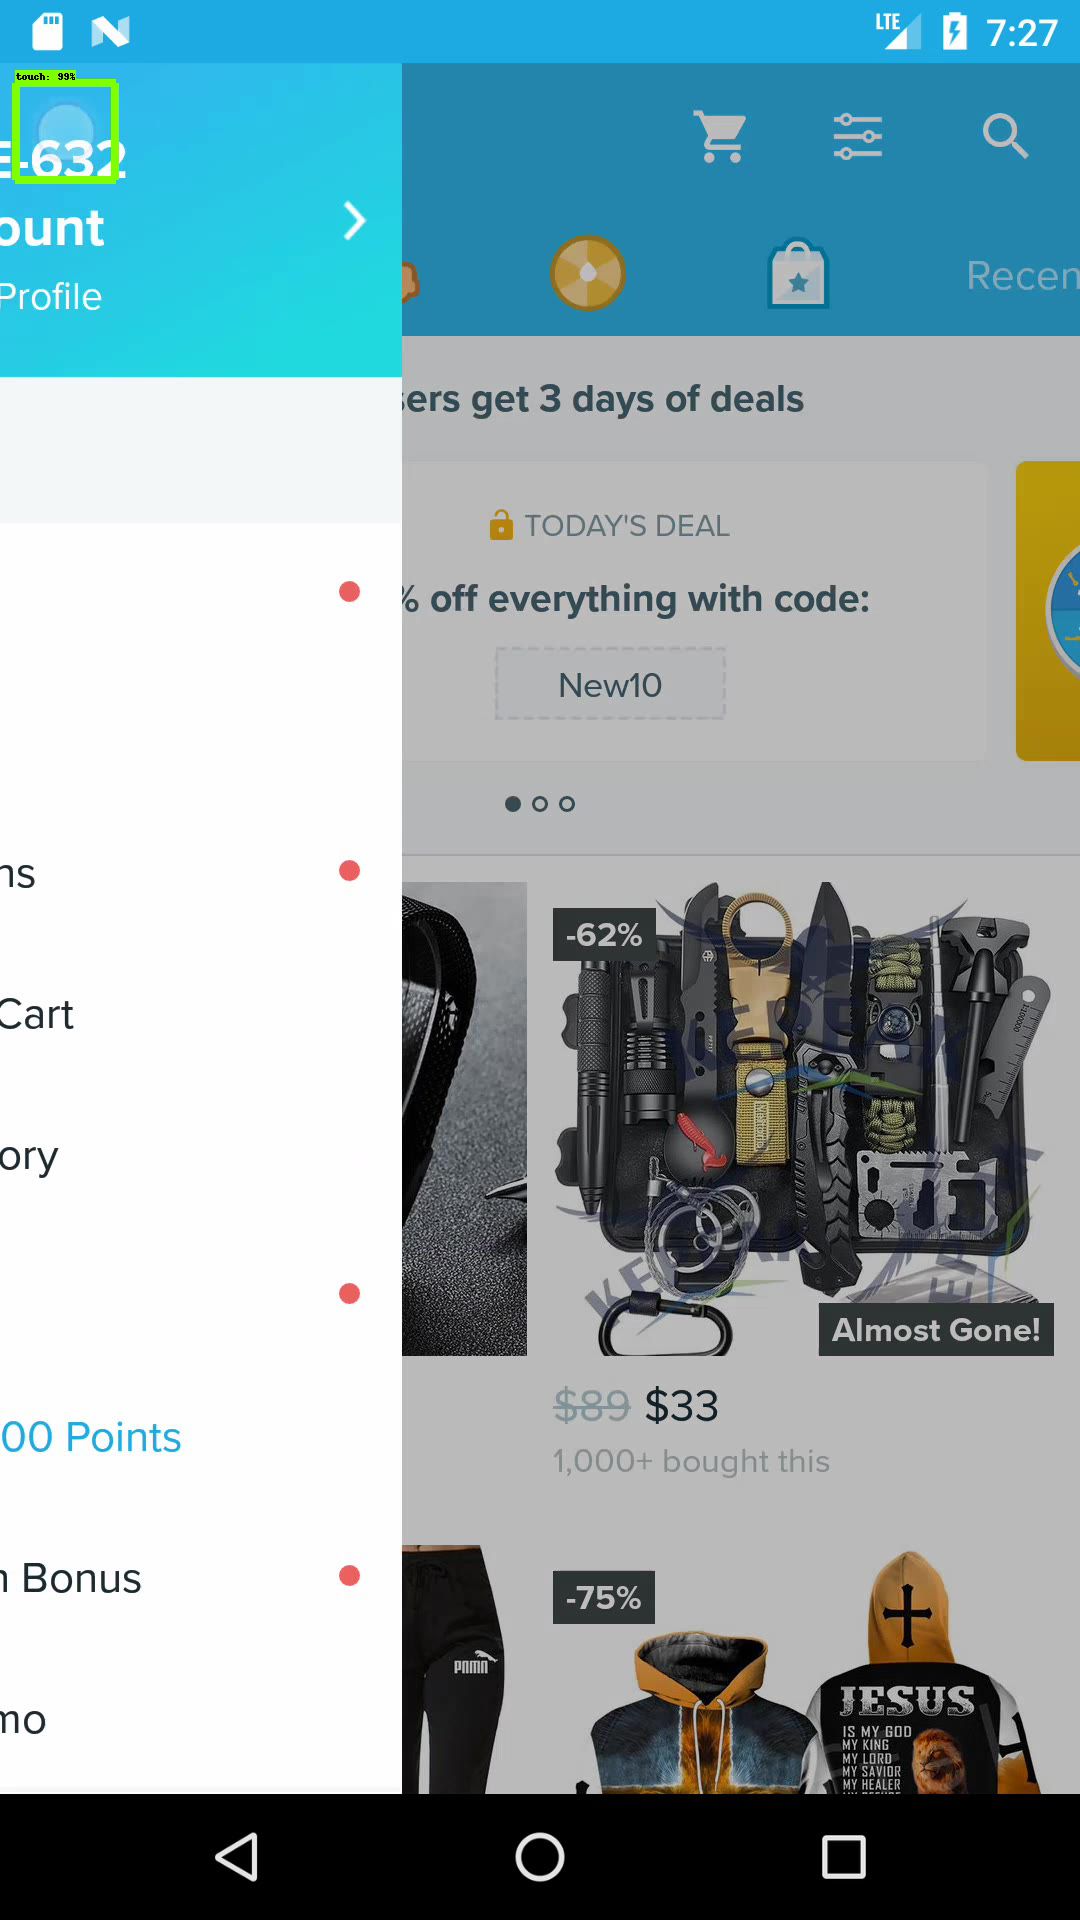 LTE 7:27
touch: 99%
E-632
ount
Profile
Recen
sers get 3 days of deals
TODAY'S DEAL
% off everything with code:
New10
ns
Cart
ory
00 Points
n Bonus
mo
-62%
Almost Gone!
$89 $33
1,000+ bought this
-75%
JESUS
IS MY GOD
MY KING
MY LORD
MY SAVIOR
MY HEALER